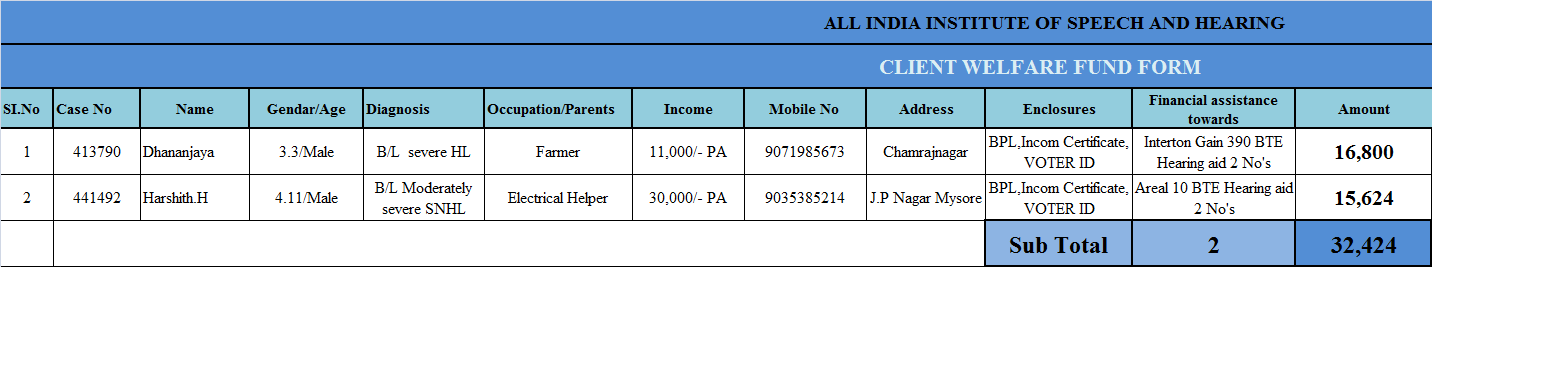 ALL INDIA INSTITUTE OF SPEECH AND HEARING
CLIENT WELFARE FUND FORM
SI.No Case No Name Gendar/Age Diagnosis Occupation/Parents Income Mobile No Address Enclosures Financial assistance towards Amount
1 413790 Dhananjaya 3.3/Male B/L severe HL Farmer 11,000/- PA 9071985673 Chamrajnagar BPL,Incom Certificate, VOTER ID Interton Gain 390 BTE Hearing aid 2 No's 16,800
2 441492 Harshith.H 4.11/Male B/L Moderately severe SNHL Electrical Helper 30,000/- PA 9035385214 J.P Nagar Mysore BPL,Incom Certificate, VOTER ID Areal 10 BTE Hearing aid 2 No's 15,624
Sub Total 2 32,424